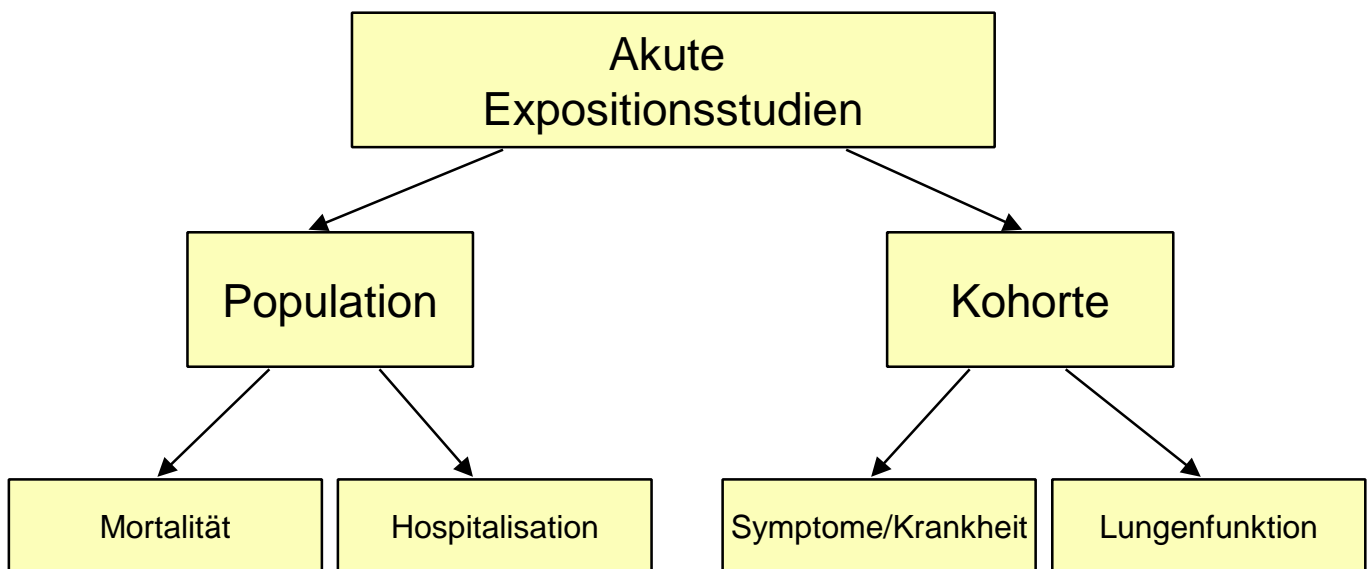 Akute
Expositionsstudien
Population
Kohorte
Mortalität
Hospitalisation
Symptome/Krankheit
Lungenfunktion